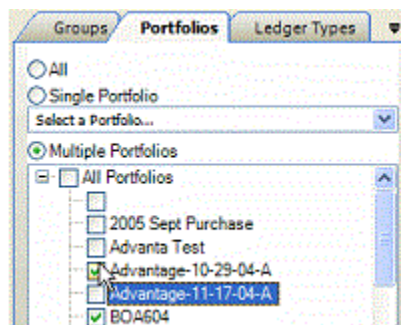 Groups Portfolios Ledger Types
All
Single Portfolio
Select a Portfolio...
Multiple Portfolios
All Portfolios
2005 Sept Purchase
Advanta Test
Advantage-10-29-04-A
Advantage-11-17-04-A
BOA604